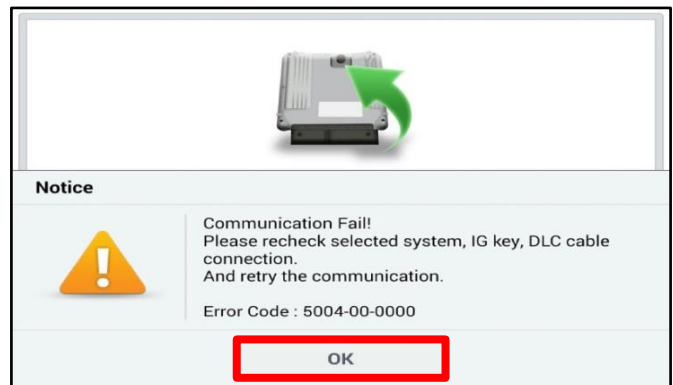 Notice
Communication Fail!
Please recheck selected system, IG key, DLC cable
connection.
And retry the communication.
Error Code : 5004-00-0000
OK